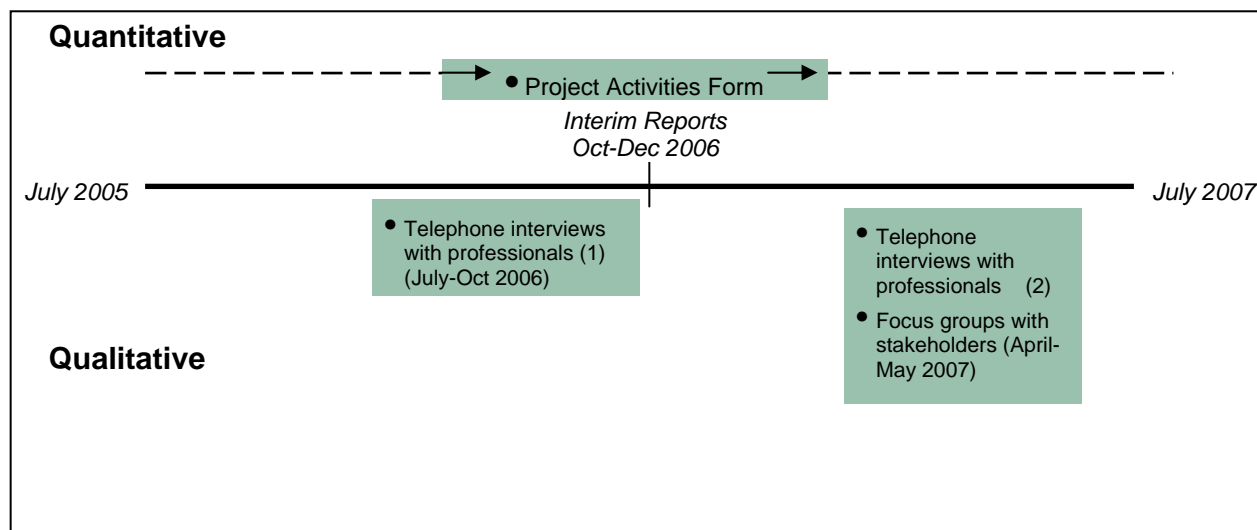 Quantitative
• Project Activities Form
Interim Reports
Oct-Dec 2006
July 2005
July 2007
• Telephone interviews
with professionals (1)
(July-Oct 2006)
• Telephone
interviews with
professionals (2)
• Focus groups with
stakeholders (April-
May 2007)
Qualitative